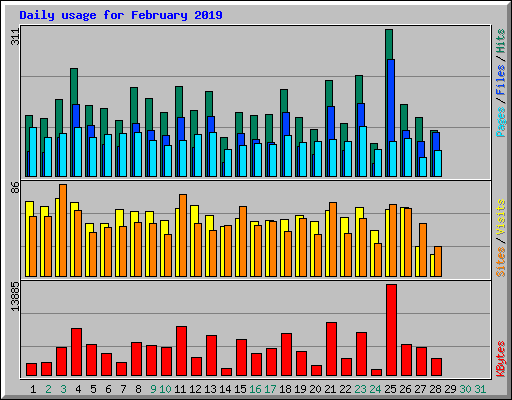 Daily usage for February 2019
311
Pages / Files / Hits
86
Sites / Visits
13885
KBytes
1 2 3 4 5 6 7 8 9 10 11 12 13 14 15 16 17 18 19 20 21 22 23 24 25 26 27 28 29 30 31